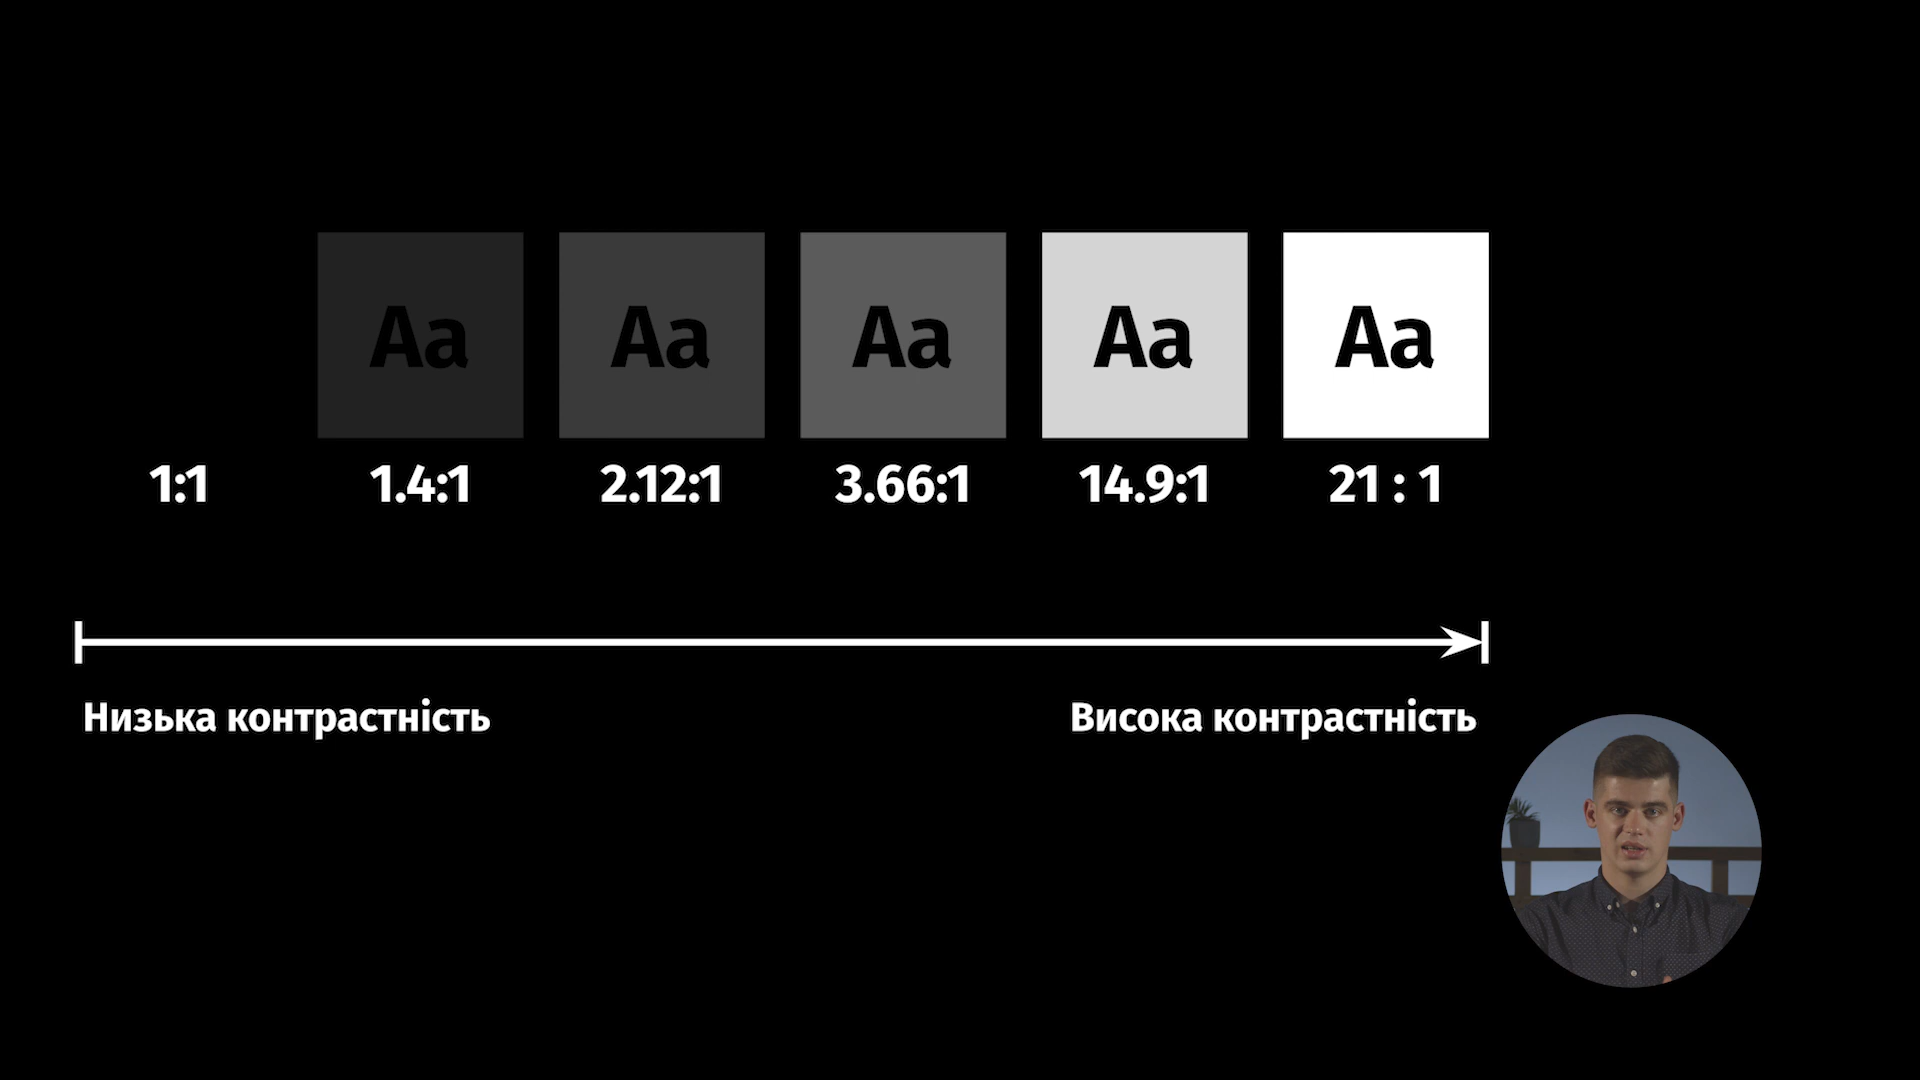 Aa Aa Aa Aa Aa
1:1 1.4:1 2.12:1 3.66:1 14.9:1 21 : 1
Низька контрастність Висока контрастність